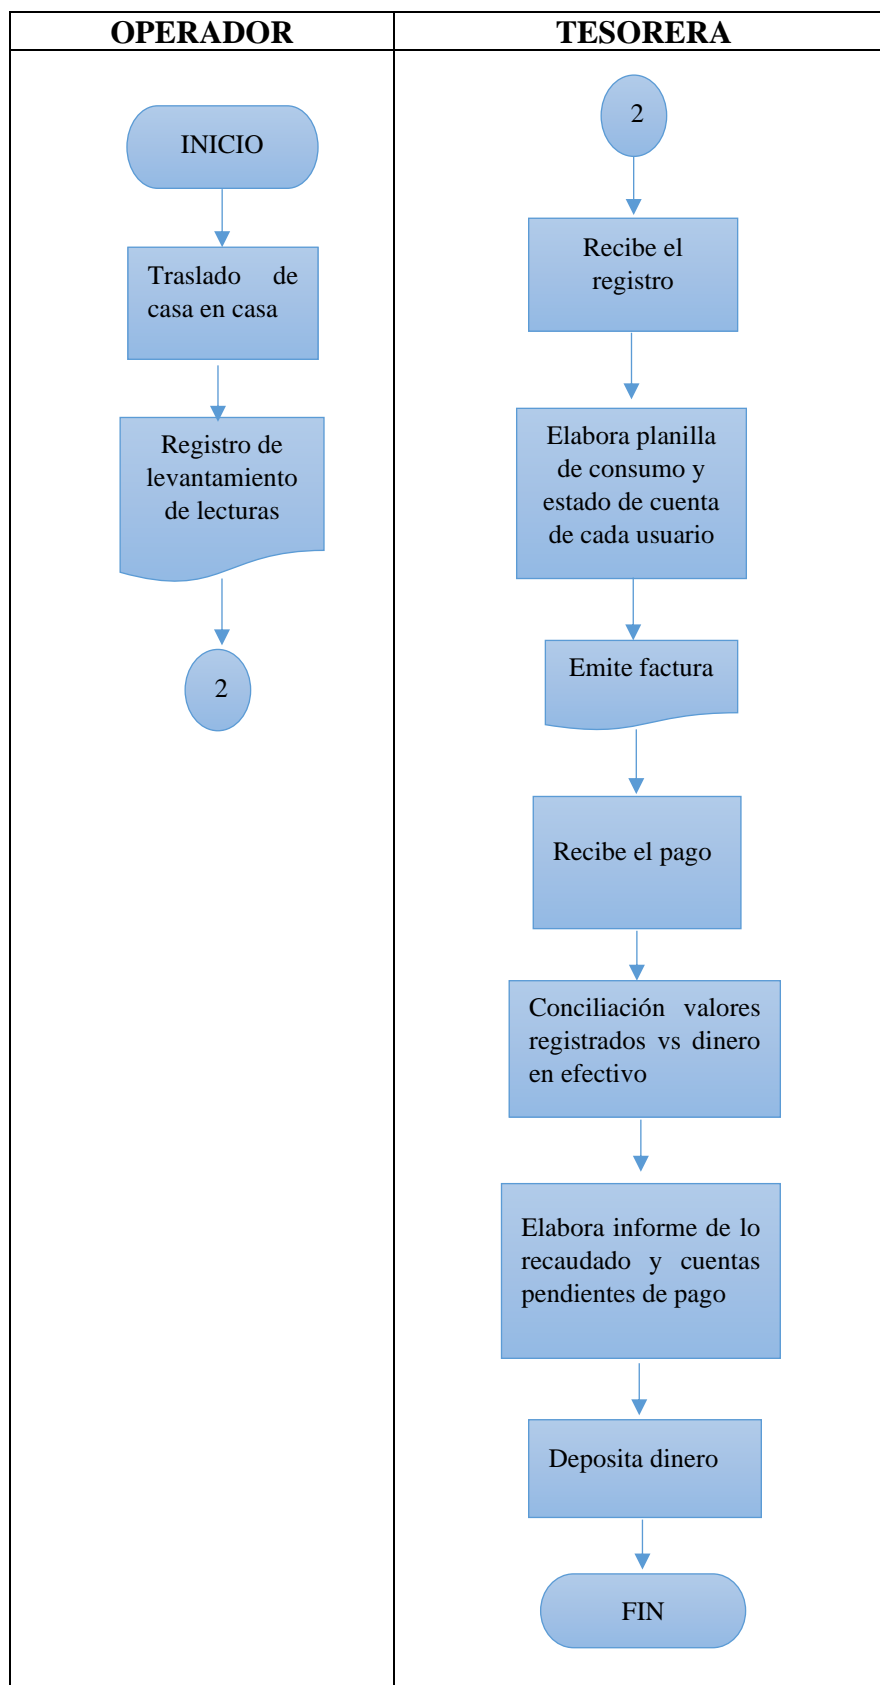 OPERADOR
INICIO
Traslado de
casa en casa
Registro de
levantamiento
de lecturas
2
TESORERA
2
Recibe el
registro
Elabora planilla
de consumo y
estado de cuenta
de cada usuario
Emite factura
Recibe el pago
Conciliación valores
registrados vs dinero
en efectivo
Elabora informe de lo
recaudado y cuentas
pendientes de pago
Deposita dinero
FIN